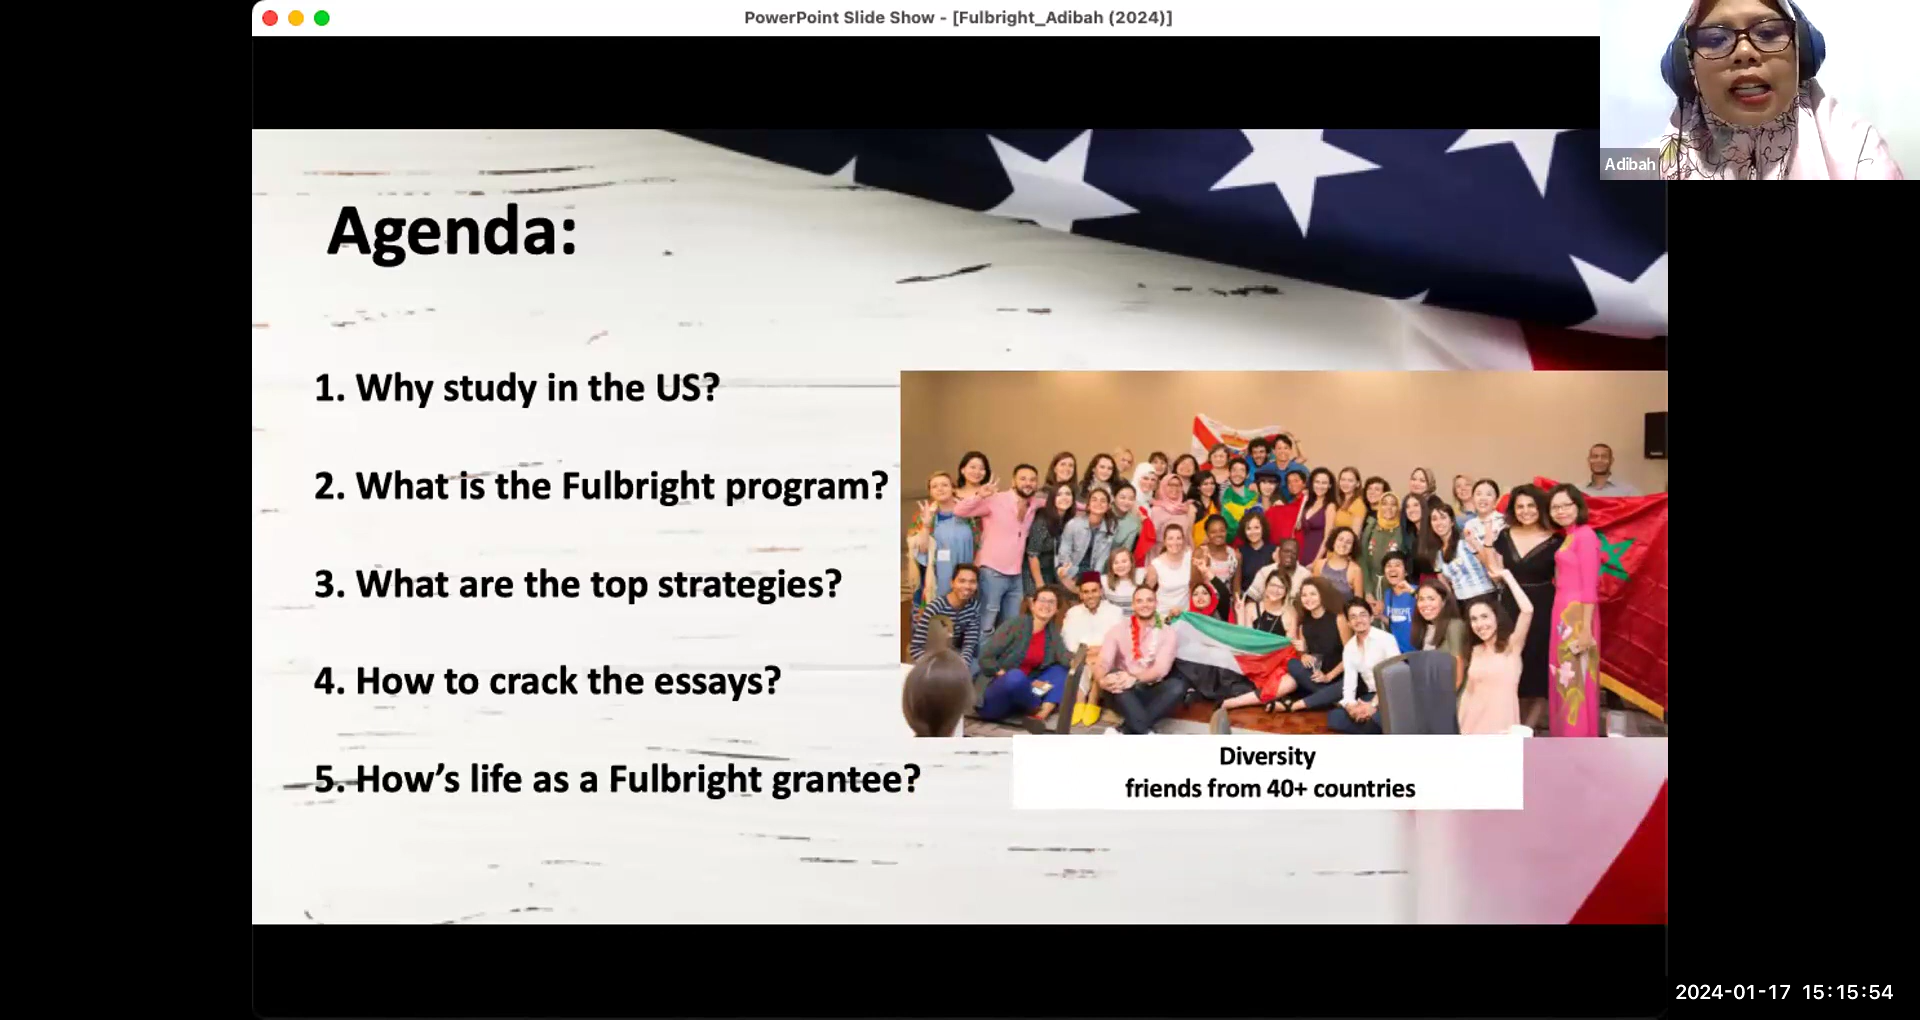 PowerPoint Slide Show - [Fulbright_Adibah (2024)]
Adibah
Agenda:
1. Why study in the US?
2. What is the Fulbright program?
3. What are the top strategies?
4. How to crack the essays?
5. How’s life as a Fulbright grantee?
Diversity
friends from 40+ countries
2024-01-17 15:15:54